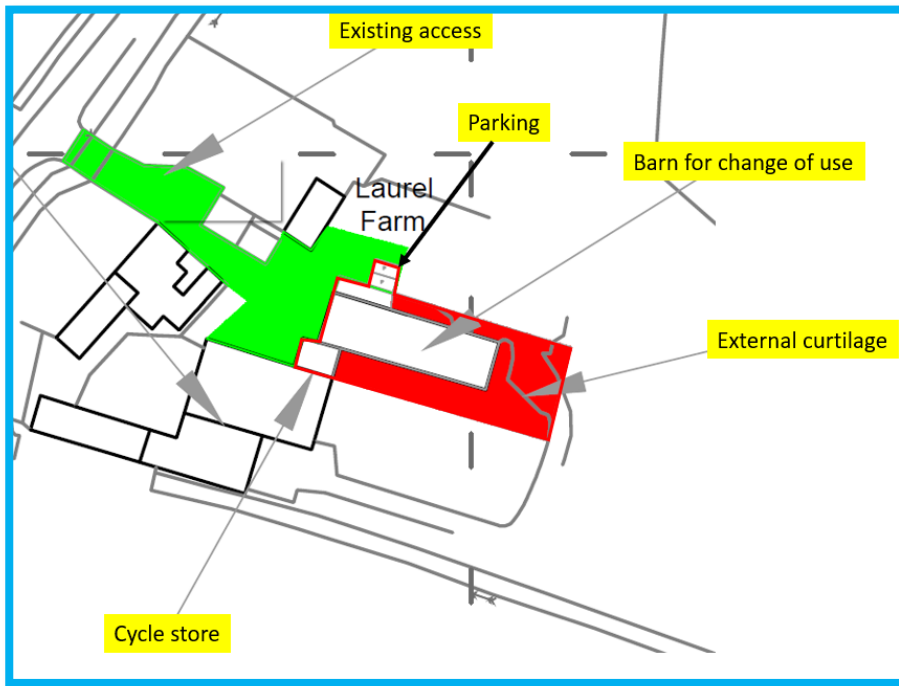 Existing access
Parking
Barn for change of use
Laurel
Farm
External curtilage
Cycle store